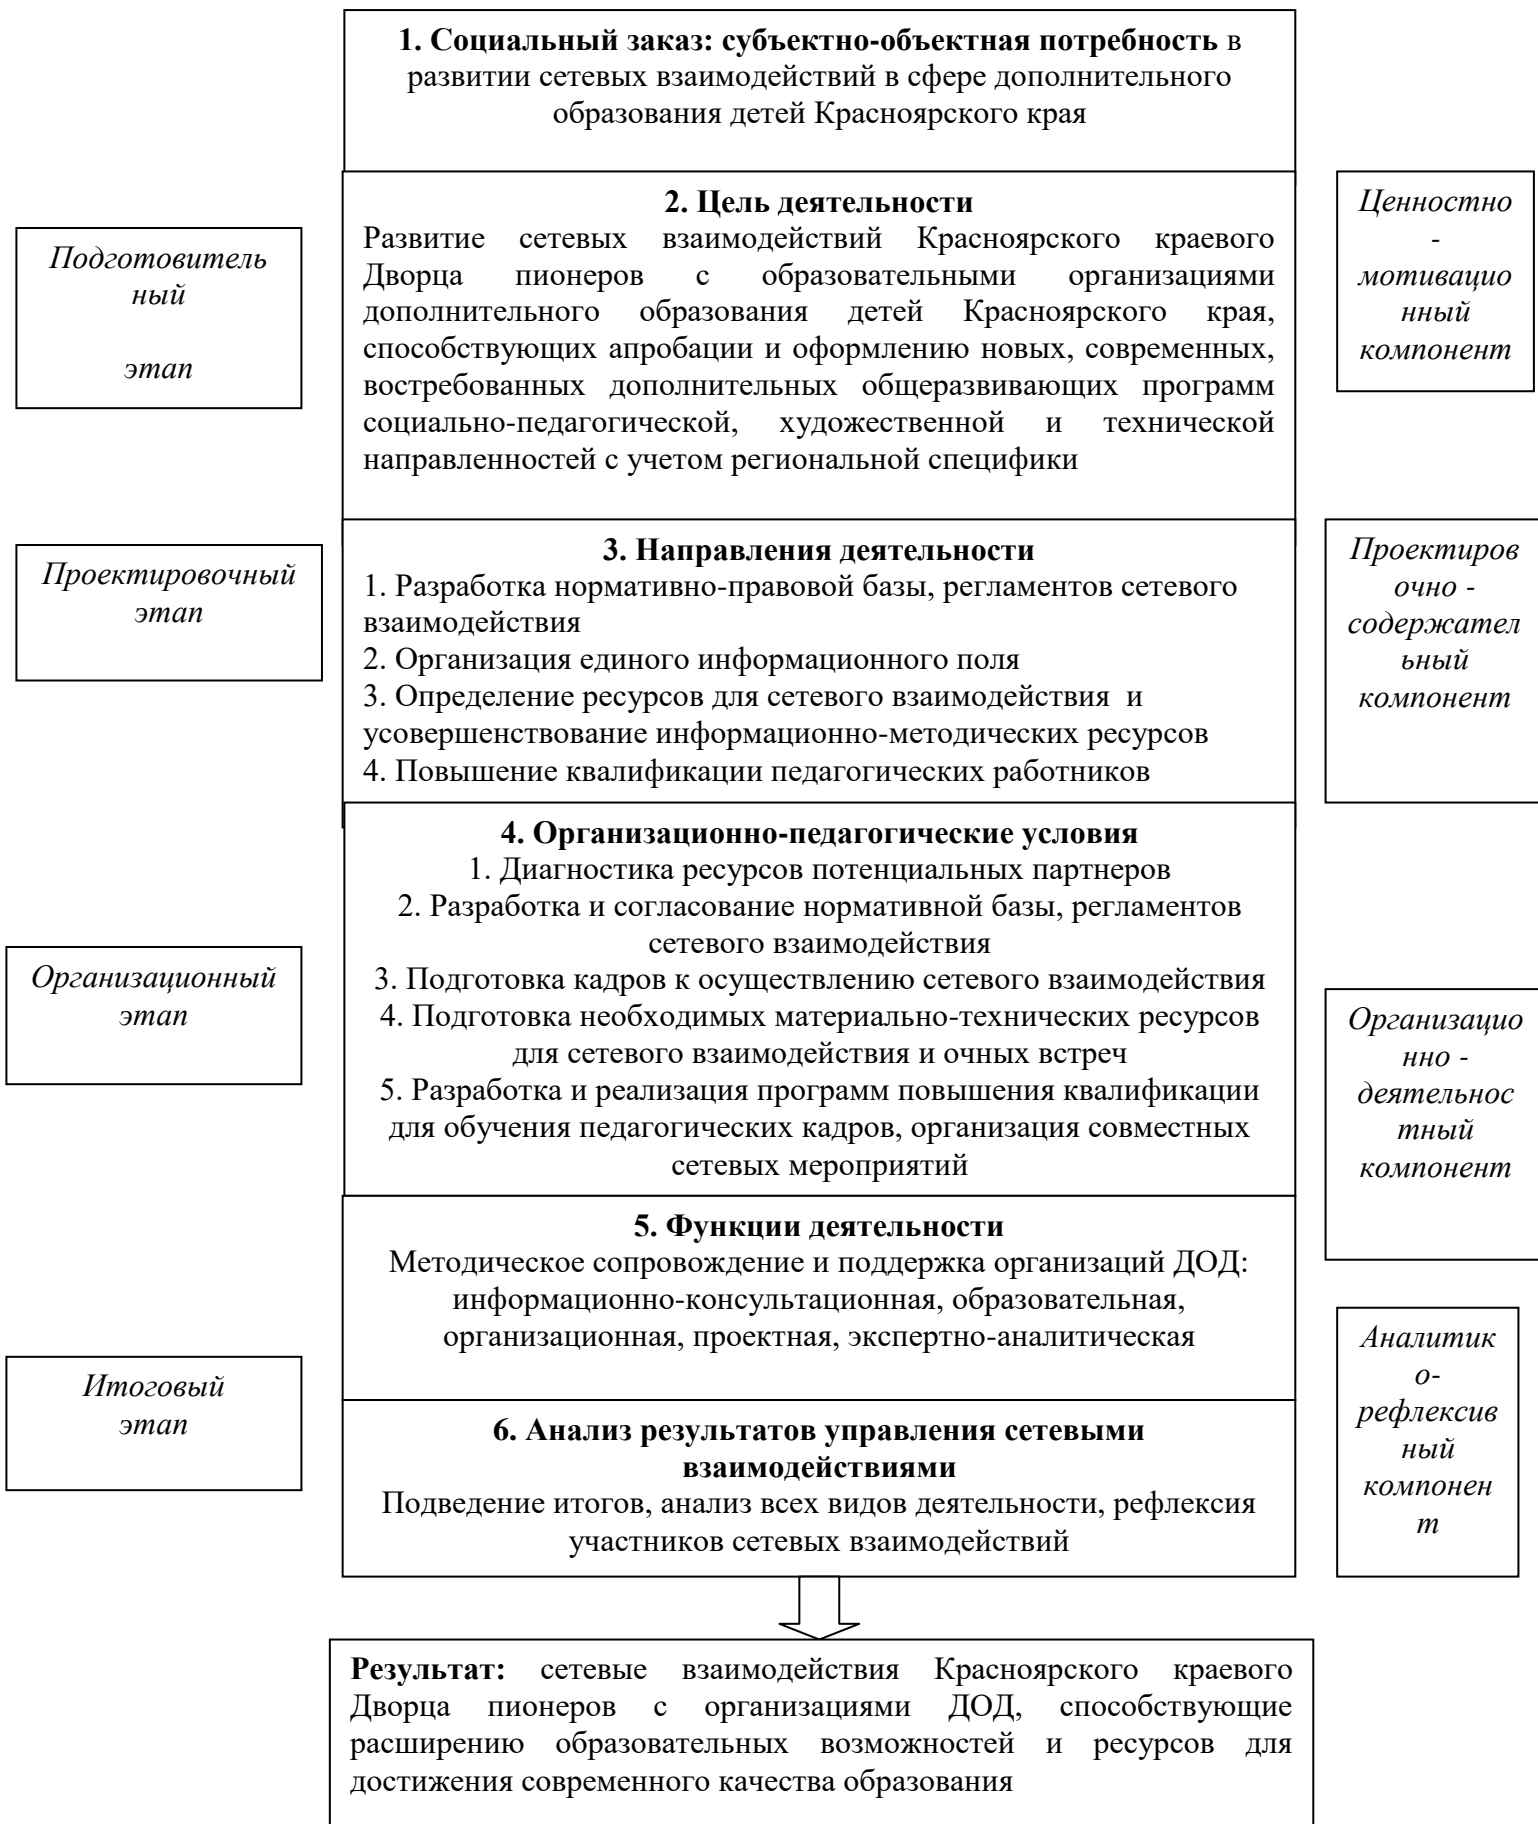 1. Социальный заказ: субъектно-объектная потребность в
развитии сетевых взаимодействий в сфере дополнительного
образования детей Красноярского края
Подготовитель
ный
этап
2. Цель деятельности
Развитие сетевых взаимодействий Красноярского краевого
Дворца пионеров с образовательными организациями
дополнительного образования детей Красноярского края,
способствующих апробации и оформлению новых, современных,
востребованных дополнительных общеразвивающих программ
социально-педагогической, художественной и технической
направленностей с учетом региональной специфики
Ценностно
-
мотивацио
нный
компонент
Проектировочный
этап
3. Направления деятельности
1. Разработка нормативно-правовой базы, регламентов сетевого
взаимодействия
2. Организация единого информационного поля
3. Определение ресурсов для сетевого взаимодействия и
усовершенствование информационно-методических ресурсов
4. Повышение квалификации педагогических работников
Проектиров
очно -
содержател
ьный
компонент
Организационный
этап
4. Организационно-педагогические условия
1. Диагностика ресурсов потенциальных партнеров
2. Разработка и согласование нормативной базы, регламентов
сетевого взаимодействия
3. Подготовка кадров к осуществлению сетевого взаимодействия
4. Подготовка необходимых материально-технических ресурсов
для сетевого взаимодействия и очных встреч
5. Разработка и реализация программ повышения квалификации
для обучения педагогических кадров, организация совместных
сетевых мероприятий
Организацио
нно -
деятельнос
тный
компонент
5. Функции деятельности
Методическое сопровождение и поддержка организаций ДОД:
информационно-консультационная, образовательная,
организационная, проектная, экспертно-аналитическая
Итоговый
этап
6. Анализ результатов управления сетевыми
взаимодействиями
Подведение итогов, анализ всех видов деятельности, рефлексия
участников сетевых взаимодействий
Аналитик
о-
рефлексив
ный
компонен
т
Результат: сетевые взаимодействия Красноярского краевого
Дворца пионеров с организациями ДОД, способствующие
расширению образовательных возможностей и ресурсов для
достижения современного качества образования